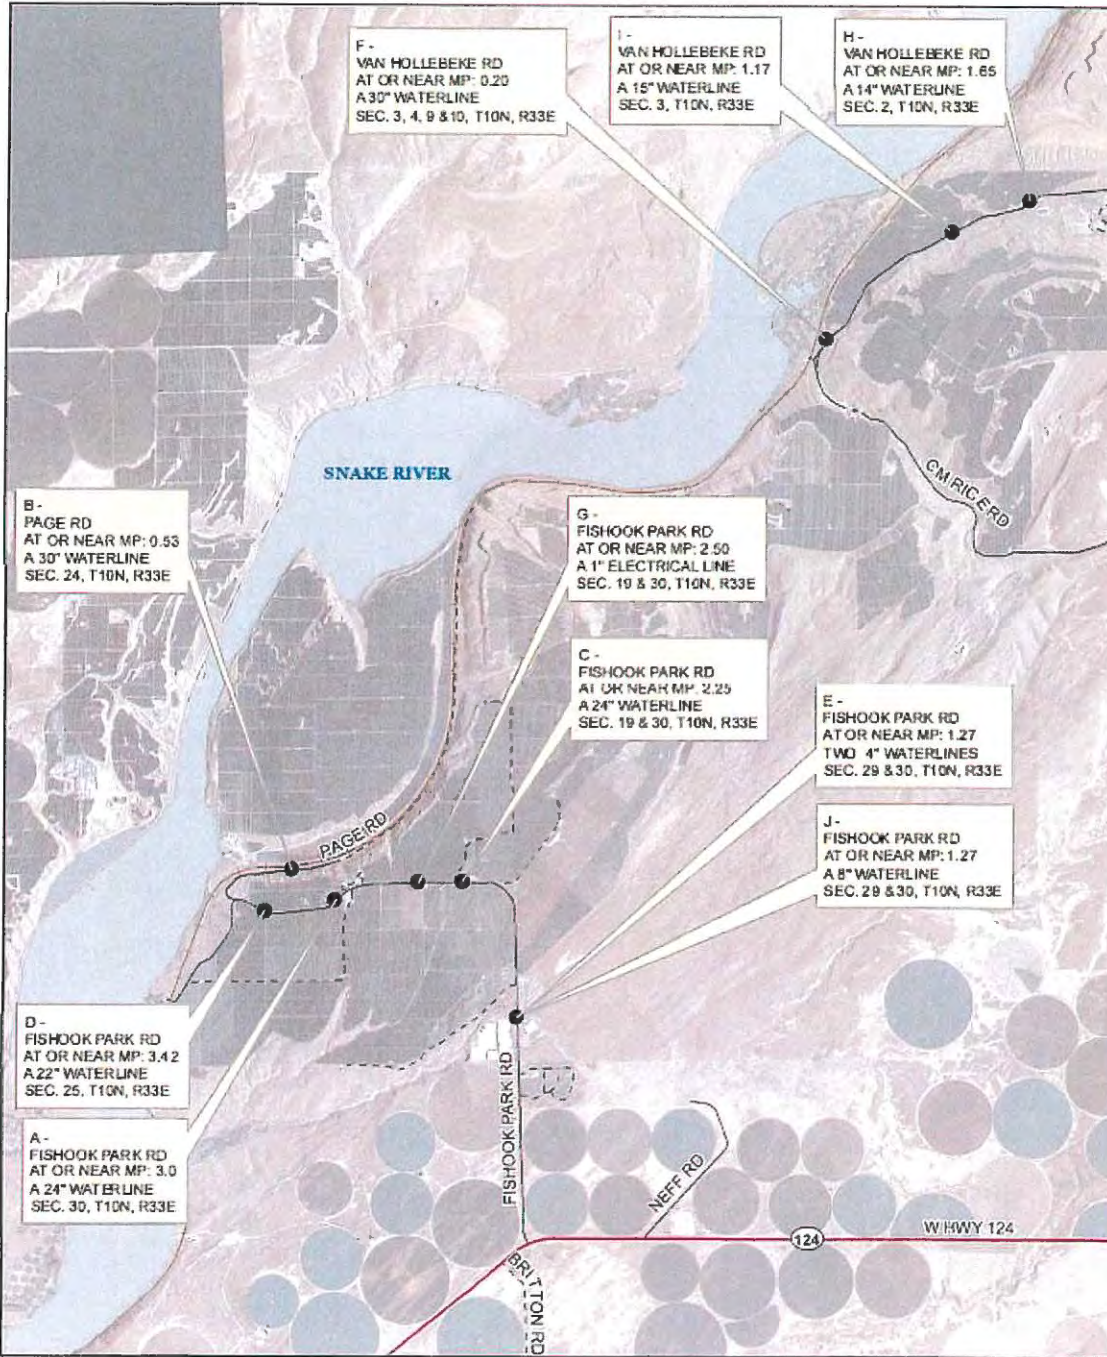 F -
VAN HOLLEBEKE RD
AT OR NEAR MP: 0.20
A 30" WATERLINE
SEC. 3, 4, 9 & 10, T10N, R33E
I -
VAN HOLLEBEKE RD
AT OR NEAR MP: 1.17
A 15" WATERLINE
SEC. 3, T10N, R33E
H -
VAN HOLLEBEKE RD
AT OR NEAR MP: 1.65
A 14" WATERLINE
SEC. 2, T10N, R33E
SNAKE RIVER
CM RICE RD
B -
PAGE RD
AT OR NEAR MP: 0.53
A 30" WATERLINE
SEC. 24, T10N, R33E
G -
FISHOOK PARK RD
AT OR NEAR MP: 2.50
A 1" ELECTRICAL LINE
SEC. 19 & 30, T10N, R33E
C -
FISHOOK PARK RD
AT OR NEAR MP: 2.25
A 24" WATERLINE
SEC. 19 & 30, T10N, R33E
E -
FISHOOK PARK RD
AT OR NEAR MP: 1.27
TWO 4" WATERLINES
SEC. 29 & 30, T10N, R33E
J -
FISHOOK PARK RD
AT OR NEAR MP: 1.27
A 8" WATERLINE
SEC. 29 & 30, T10N, R33E
PAGE RD
D -
FISHOOK PARK RD
AT OR NEAR MP: 3.42
A 22" WATERLINE
SEC. 25, T10N, R33E
A -
FISHOOK PARK RD
AT OR NEAR MP: 3.0
A 24" WATERLINE
SEC. 30, T10N, R33E
FISHOOK PARK RD
NEFF RD
124
W HWY 124
BRITTON RD